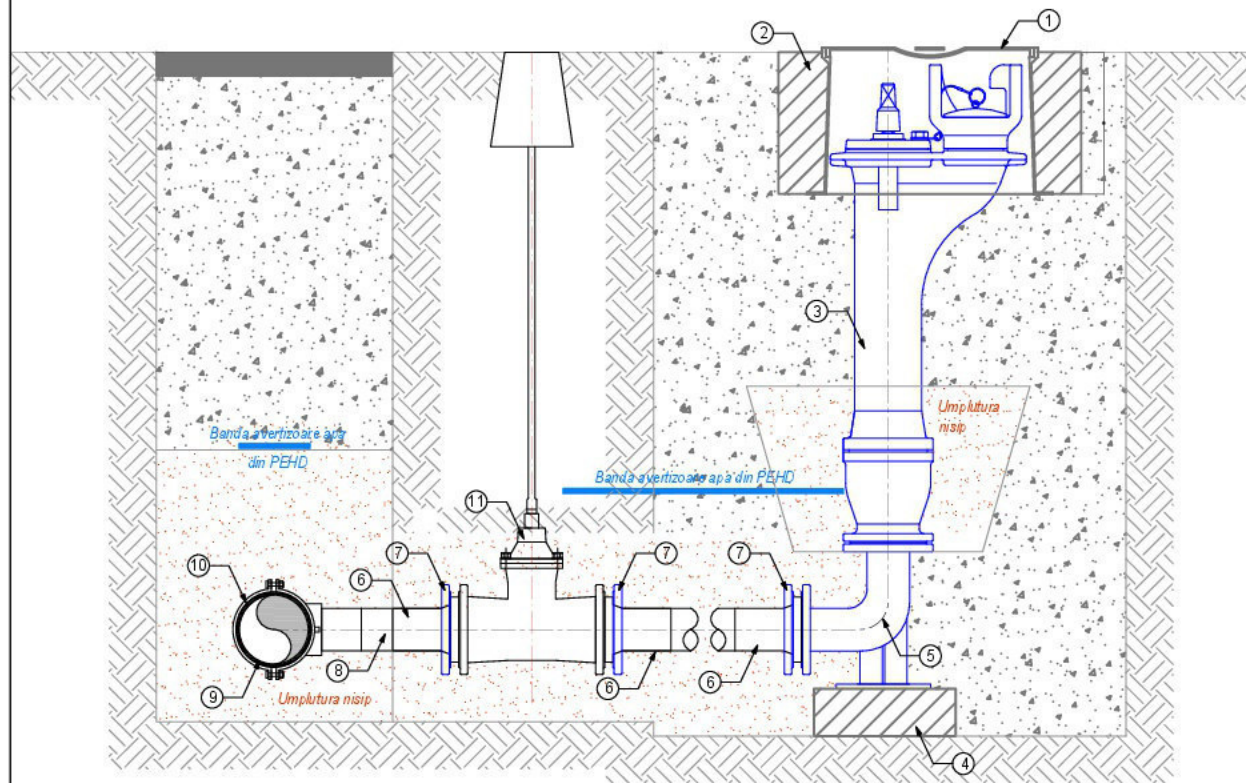 1
2
3
Umplutura
nisip
Banda avertizoare apa
din PEHD
Banda avertizoare apa din PEHD
11
10
6
7
7
7
8
9
Umplutura nisip
6
6
5
4